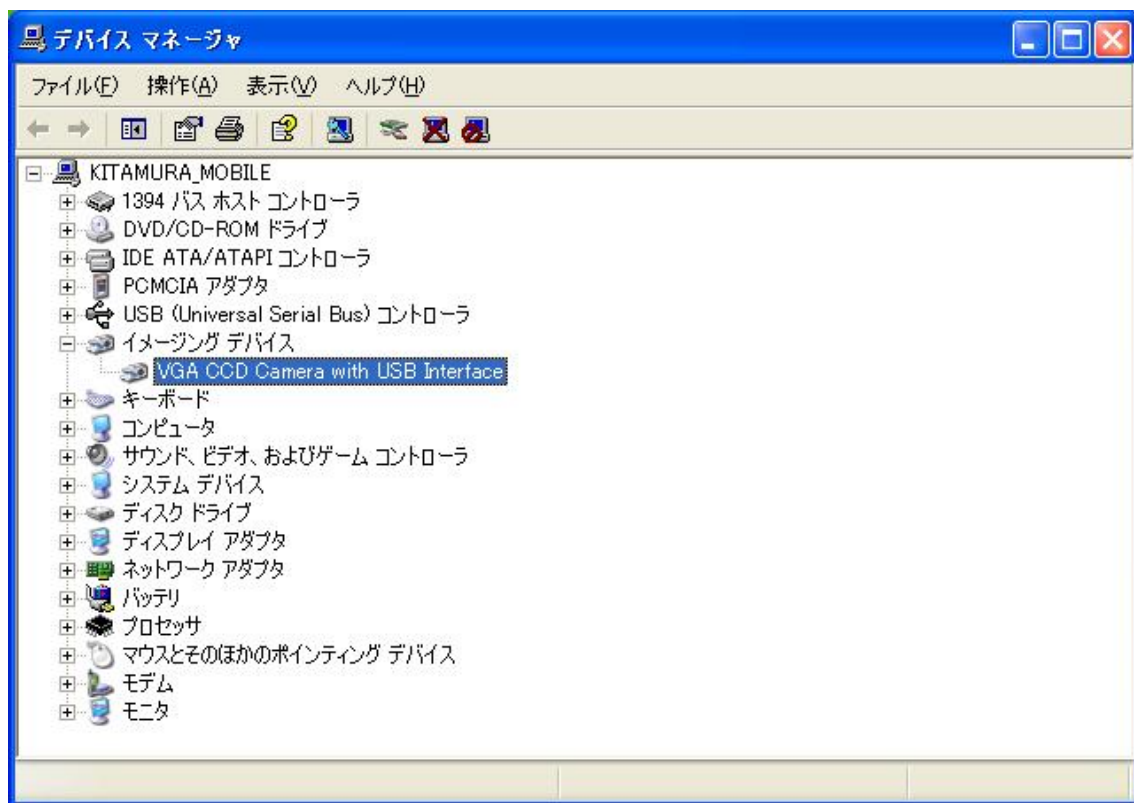 デバイス マネージャ
ファイル(F) 操作(A) 表示(V) ヘルプ(H)
KITAMURA_MOBILE
1394 バス ホスト コントローラ
DVD/CD-ROM ドライブ
IDE ATA/ATAPI コントローラ
PCMCIA アダプタ
USB (Universal Serial Bus) コントローラ
イメージング デバイス
VGA CCD Camera with USB Interface
キーボード
コンピュータ
サウンド、ビデオ、およびゲーム コントローラ
システム デバイス
ディスク ドライブ
ディスプレイ アダプタ
ネットワーク アダプタ
バッテリ
プロセッサ
マウスとそのほかのポインティング デバイス
モデム
モニタ